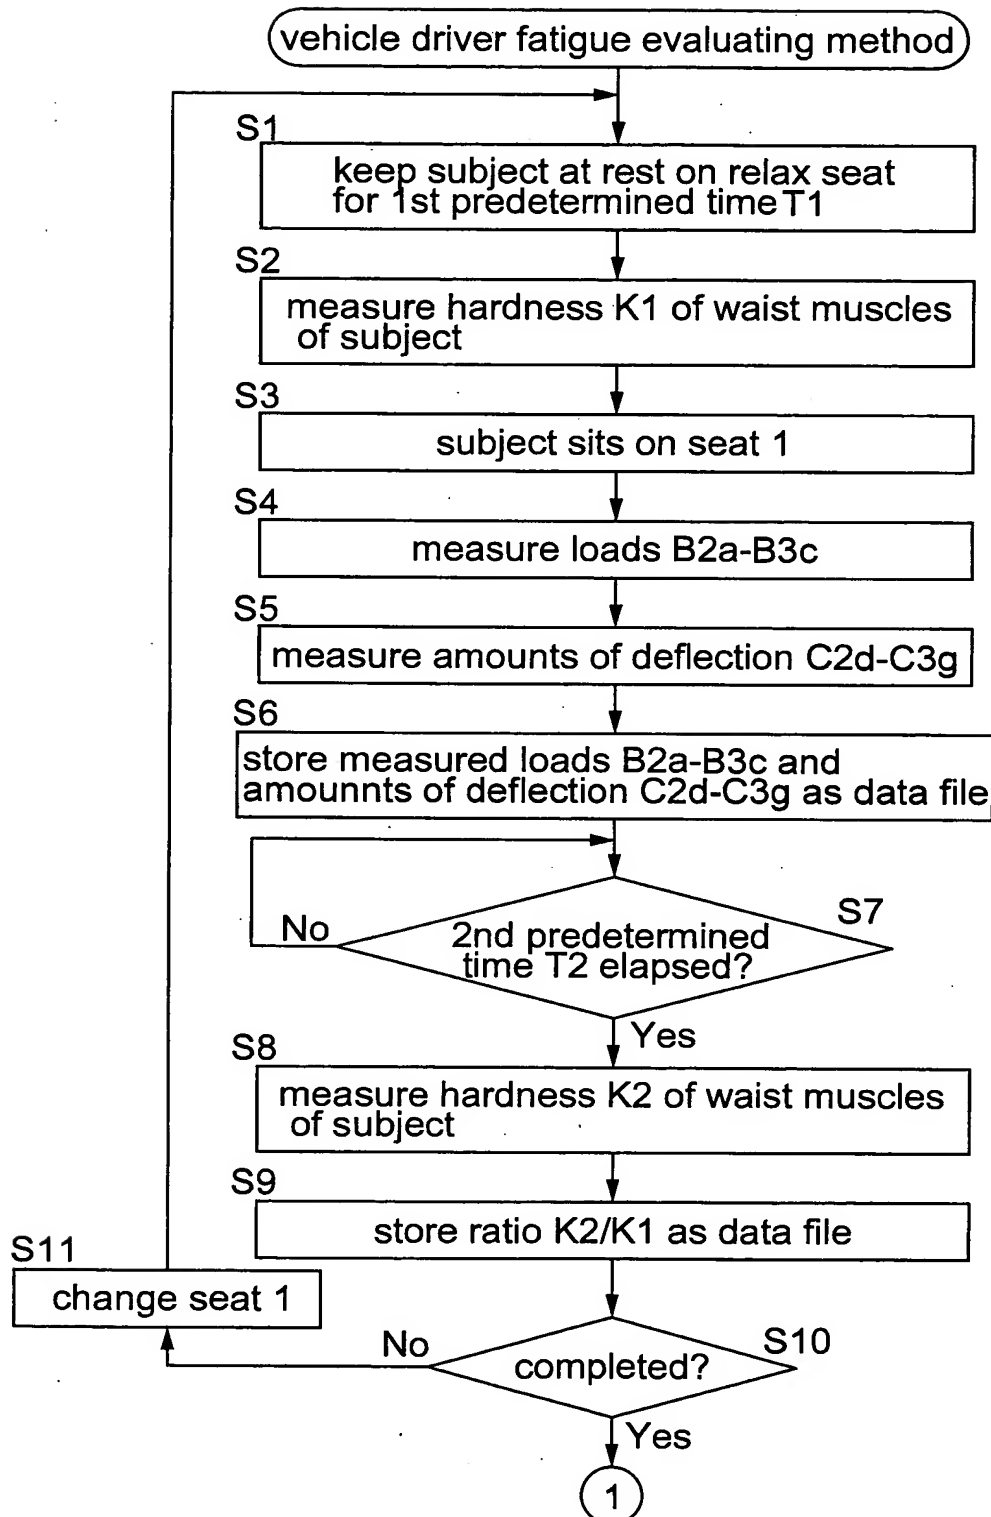 vehicle driver fatigue evaluating method
S1
keep subject at rest on relax seat
for 1st predetermined time T1
S2
measure hardness K1 of waist muscles
of subject
S3
subject sits on seat 1
S4
measure loads B2a-B3c
S5
measure amounts of deflection C2d-C3g
S6
store measured loads B2a-B3c and
amounnts of deflection C2d-C3g as data file
S7
No
2nd predetermined
time T2 elapsed?
Yes
S8
measure hardness K2 of waist muscles
of subject
S9
store ratio K2/K1 as data file
S11
change seat 1
No
S10
completed?
Yes
1